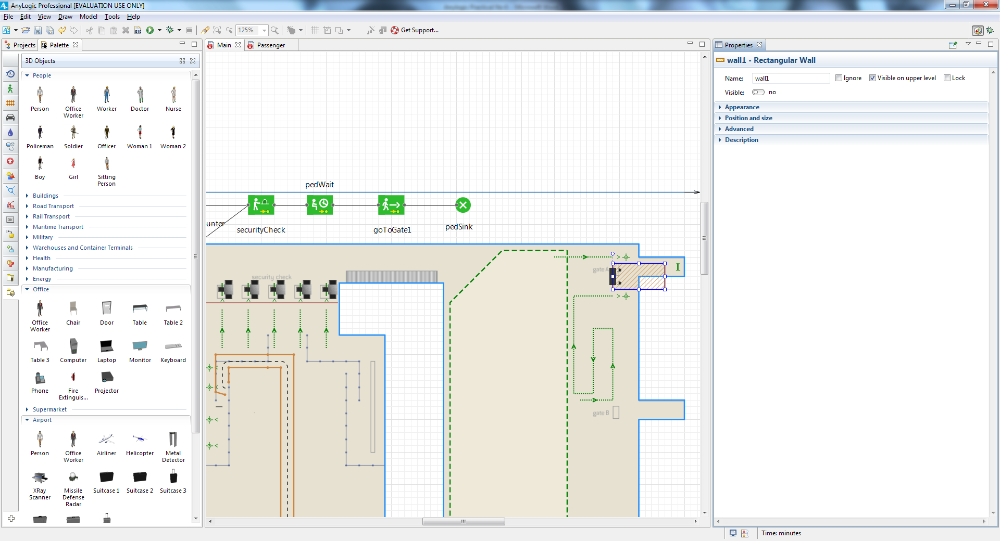 AnyLogic Professional [EVALUATION USE ONLY]
File Edit View Draw Model Tools Help
125% Get Support...
Projects Palette
Main Passenger
Properties
3D Objects
People
Person Office Worker Worker Doctor Nurse
Policeman Soldier Officer Woman 1 Woman 2
Boy Girl Sitting Person
Buildings
Road Transport
Rail Transport
Maritime Transport
Military
Warehouses and Container Terminals
Health
Manufacturing
Energy
Office
Office Worker Chair Door Table Table 2
Table 3 Computer Laptop Monitor Keyboard
Phone Fire Extinguis... Projector
Supermarket
Airport
Person Office Worker Airliner Helicopter Metal Detector
XRay Scanner Missile Defense Radar Suitcase 1 Suitcase 2 Suitcase 3
pedWait
unter
securityCheck goToGate1 pedSink
security check
gate A
gate B
wall1 - Rectangular Wall
Name: wall1 Ignore Visible on upper level Lock
Visible: no
Appearance
Position and size
Advanced
Description
Time: minutes